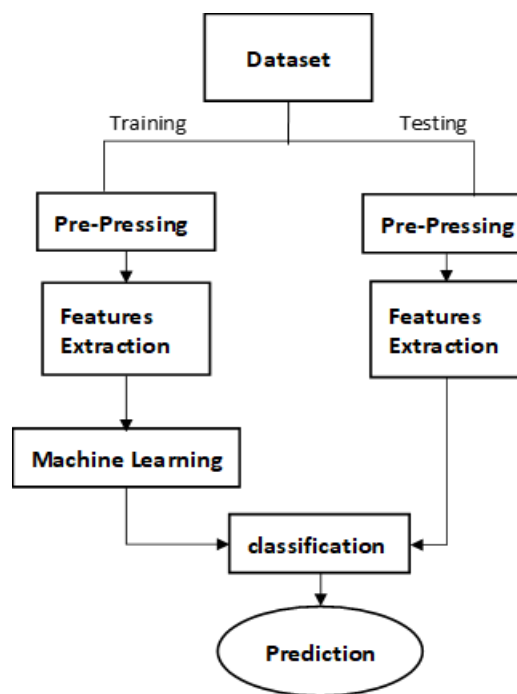 Dataset
Training
Testing
Pre-Pressing
Pre-Pressing
Features
Extraction
Features
Extraction
Machine Learning
classification
Prediction